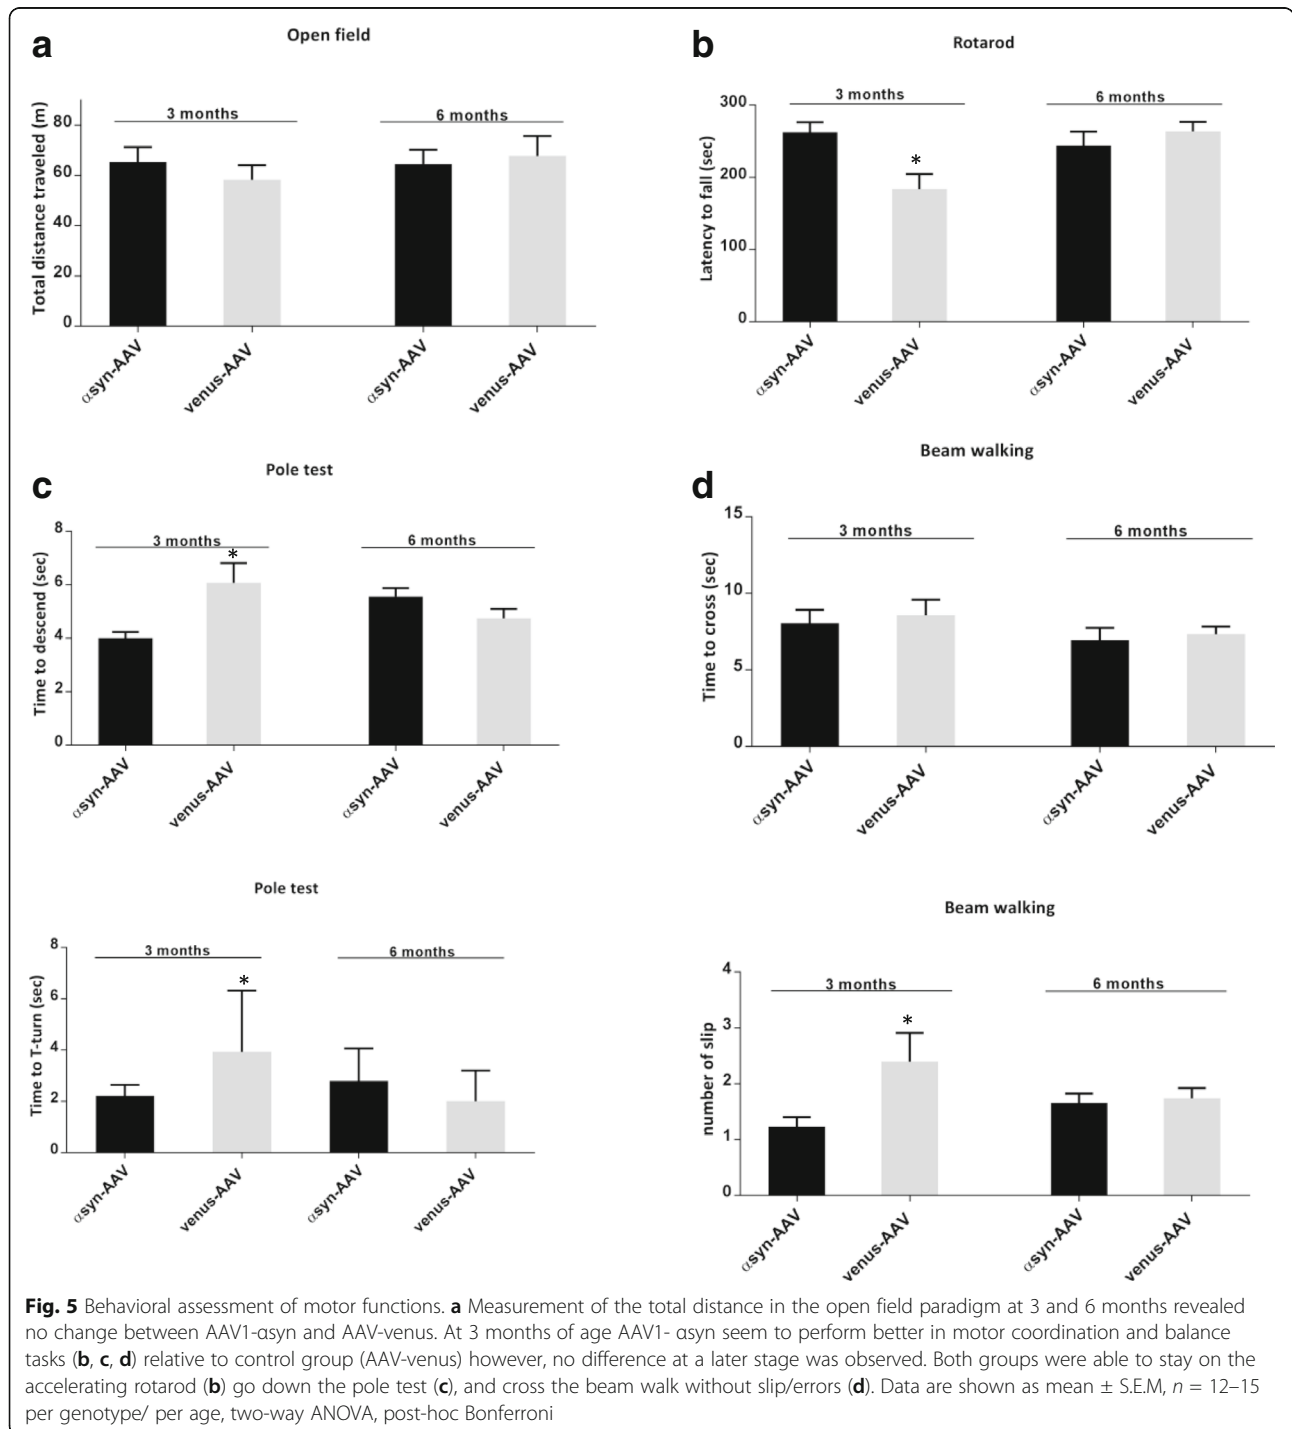 a
Open field
3 months
6 months
Total distance traveled (m)
80
60
40
20
0
αsyn-AAV
venus-AAV
αsyn-AAV
venus-AAV
b
Rotarod
3 months
6 months
Latency to fall (sec)
300
200
100
0
*
αsyn-AAV
venus-AAV
αsyn-AAV
venus-AAV
c
Pole test
3 months
6 months
Time to descend (sec)
8
6
4
2
0
*
αsyn-AAV
venus-AAV
αsyn-AAV
venus-AAV
Pole test
3 months
6 months
Time to T-turn (sec)
8
6
4
2
0
*
αsyn-AAV
venus-AAV
αsyn-AAV
venus-AAV
d
Beam walking
3 months
6 months
Time to cross (sec)
15
10
5
0
αsyn-AAV
venus-AAV
αsyn-AAV
venus-AAV
Beam walking
3 months
6 months
number of slip
4
3
2
1
0
*
αsyn-AAV
venus-AAV
αsyn-AAV
venus-AAV
Fig. 5 Behavioral assessment of motor functions. a Measurement of the total distance in the open field paradigm at 3 and 6 months revealed
no change between AAV1-αsyn and AAV-venus. At 3 months of age AAV1- αsyn seem to perform better in motor coordination and balance
tasks (b, c, d) relative to control group (AAV-venus) however, no difference at a later stage was observed. Both groups were able to stay on the
accelerating rotarod (b) go down the pole test (c), and cross the beam walk without slip/errors (d). Data are shown as mean ± S.E.M, n = 12–15
per genotype/ per age, two-way ANOVA, post-hoc Bonferroni